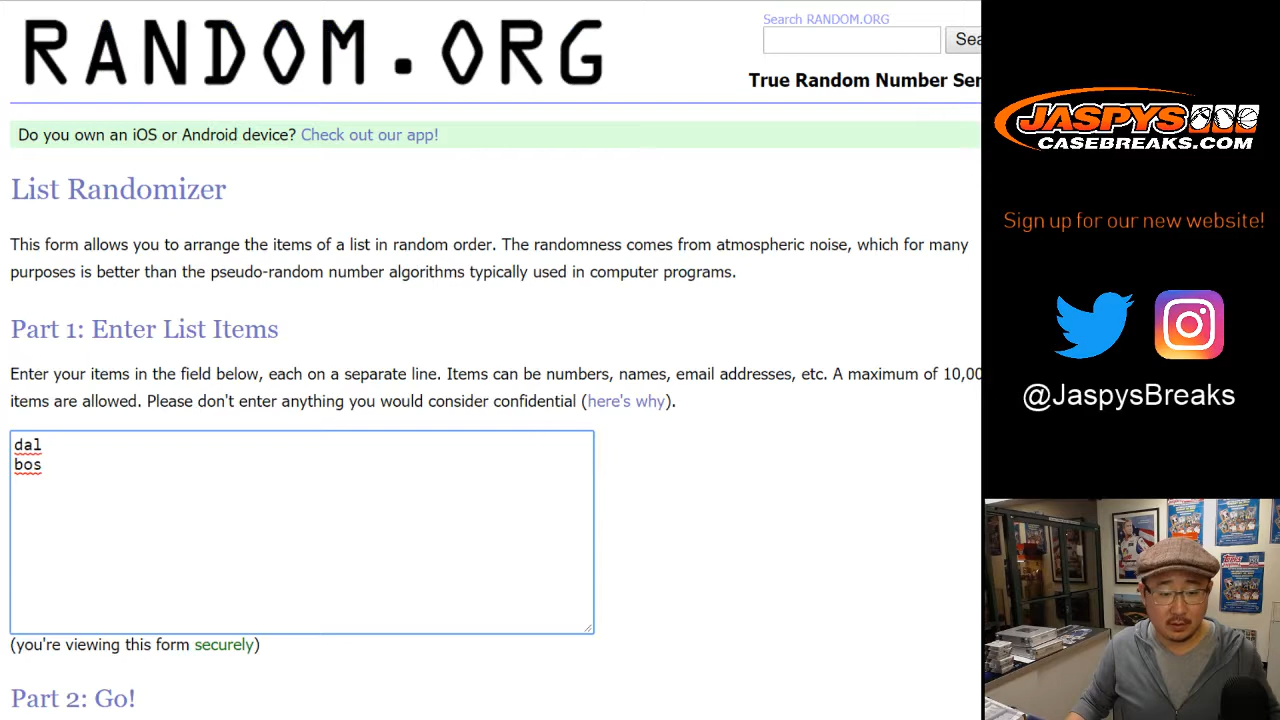 RANDOM.ORG
Search RANDOM.ORG
Sea
True Random Number Ser
Do you own an iOS or Android device? Check out our app!
List Randomizer
This form allows you to arrange the items of a list in random order. The randomness comes from atmospheric noise, which for many
purposes is better than the pseudo-random number algorithms typically used in computer programs.
Part 1: Enter List Items
Enter your items in the field below, each on a separate line. Items can be numbers, names, email addresses, etc. A maximum of 10,00
items are allowed. Please don't enter anything you would consider confidential (here's why).
dal
bos
(you're viewing this form securely)
Part 2: Go!
JASPYS
CASEBREAKS.COM
Sign up for our new website!
@JaspysBreaks